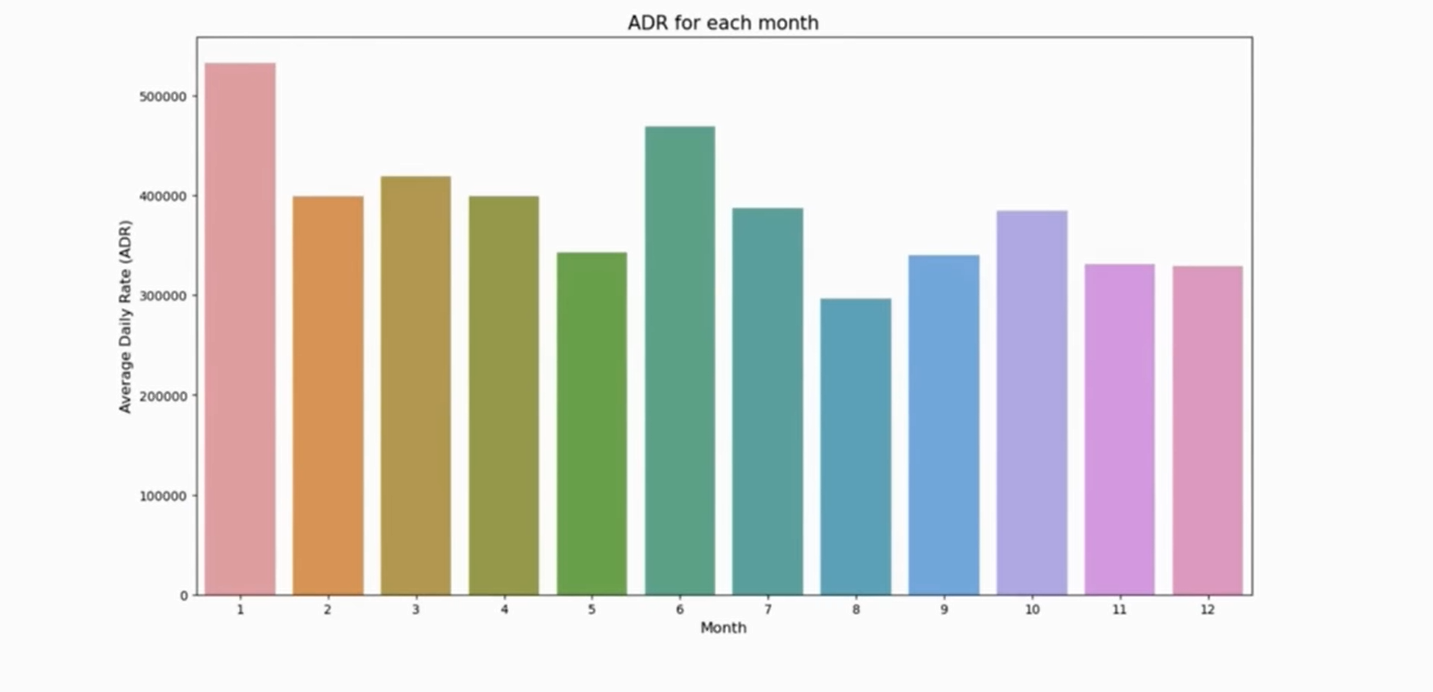 ADR for each month
500000
400000
300000
200000
100000
0
Average Daily Rate (ADR)
1 2 3 4 5 6 7 8 9 10 11 12
Month